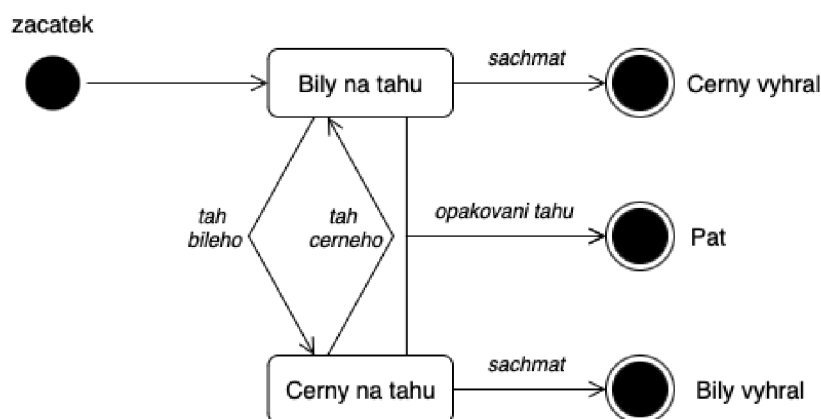 zacatek
Bily na tahu
sachmat
Cerny vyhral
tah
bileho
tah
cerneho
opakovani tahu
Pat
Cerny na tahu
sachmat
Bily vyhral